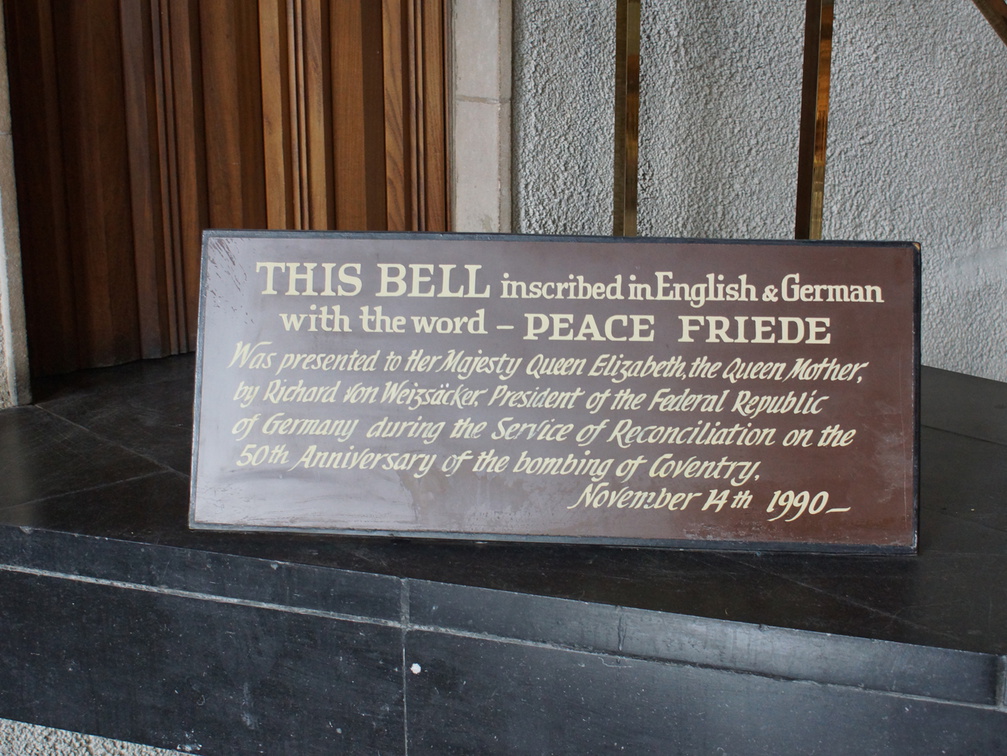 THIS BELL inscribed in English & German
with the word – PEACE FRIEDE
Was presented to Her Majesty Queen Elizabeth, the Queen Mother,
by Richard von Weizsäcker, President of the Federal Republic
of Germany during the Service of Reconciliation on the
50th Anniversary of the bombing of Coventry,
November 14th 1990–